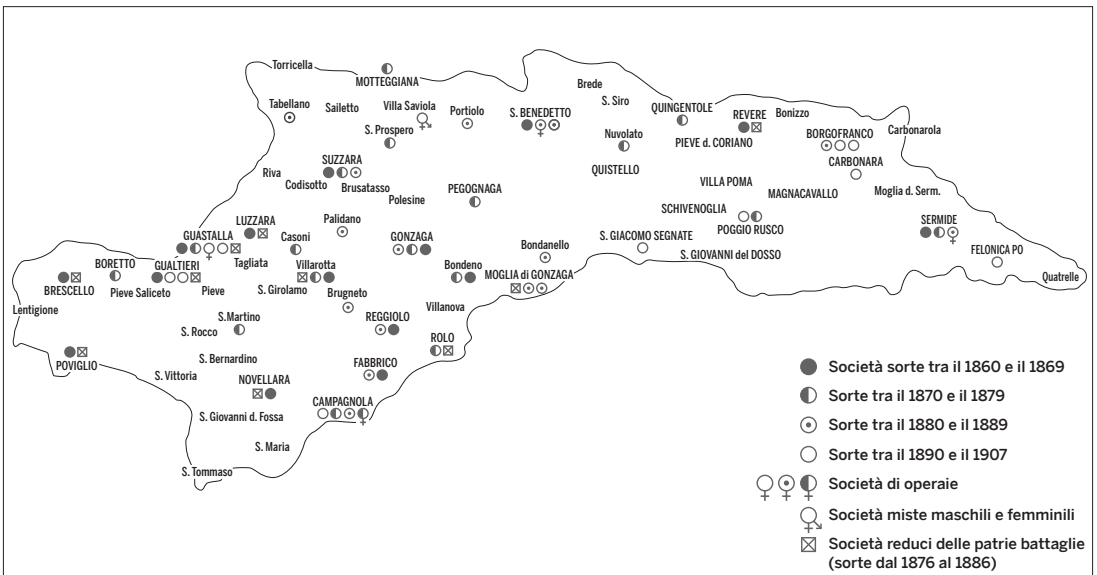 Torricella
MOTTEGGIANA
Brede
Tabellano
Sailetto
Villa Saviola
Portiolo
S. BENEDETTO
S. Siro
QUINGENTOLE
REVERE
Bonizzo
BORGOFRANCO
Carbonarola
S. Prospero
Nuvolato
PIEVE d. CORIANO
CARBONARA
SUZZARA
Riva
Codisotto
Brusatasso
Polesine
PEGOGNAGA
QUISTELLO
VILLA POMA
MAGNACAVALLO
Moglia d. Serm.
LUZZARA
Palidano
SCHIVENOGLIA
POGGIO RUSCO
SERMIDE
GUASTALLA
Casoni
GONZAGA
Bondanello
S. GIACOMO SEGNATE
S. GIOVANNI del DOSSO
FELONICA PO
Quatrelle
BORETTO
GUALTIERI
Tagliata
Villarotta
Bondeno
MOGLIA di GONZAGA
BRESCELLO
Pieve Saliceto
Pieve
S. Girolamo
Brugneto
Villanova
Lentigione
S.Martino
REGGIOLO
S. Rocco
ROLO
POVIGLIO
S. Bernardino
FABBRICO
S. Vittoria
NOVELLARA
CAMPAGNOLA
S. Giovanni d. Fossa
S. Maria
S. Tommaso
Società sorte tra il 1860 e il 1869
Sorte tra il 1870 e il 1879
Sorte tra il 1880 e il 1889
Sorte tra il 1890 e il 1907
Società di operaie
Società miste maschili e femminili
Società reduci delle patrie battaglie
(sorte dal 1876 al 1886)